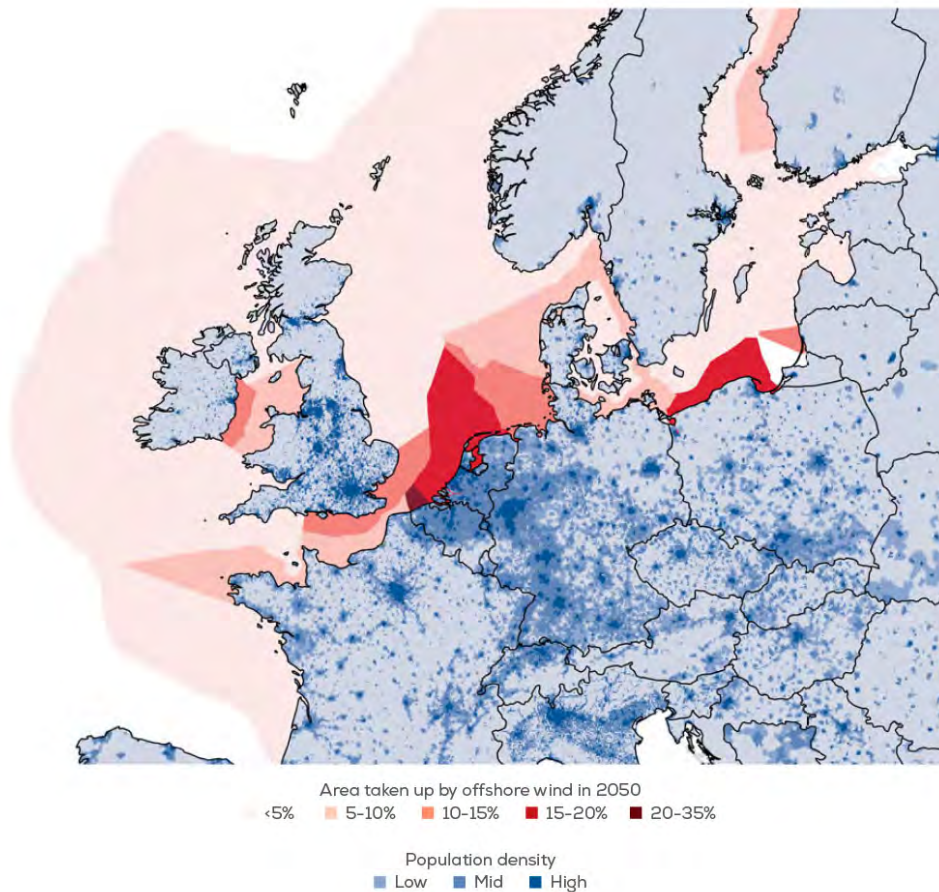 Area taken up by offshore wind in 2050
<5% 5-10% 10-15% 15-20% 20-35%
Population density
Low Mid High